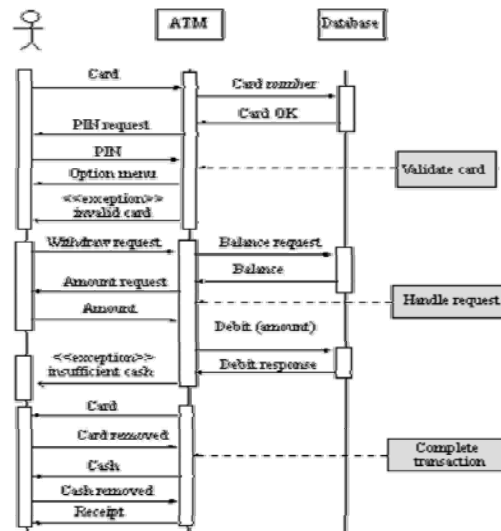 ATM
Database
Card
Card number
Card OK
PIN request
PIN
Option menu
Validate card
<<exception>>
invalid card
Withdraw request
Balance request
Balance
Amount request
Handle request
Amount
Debit (amount)
<<exception>>
insufficient cash
Debit response
Card
Card removed
Complete
transaction
Cash
Cash removed
Receipt